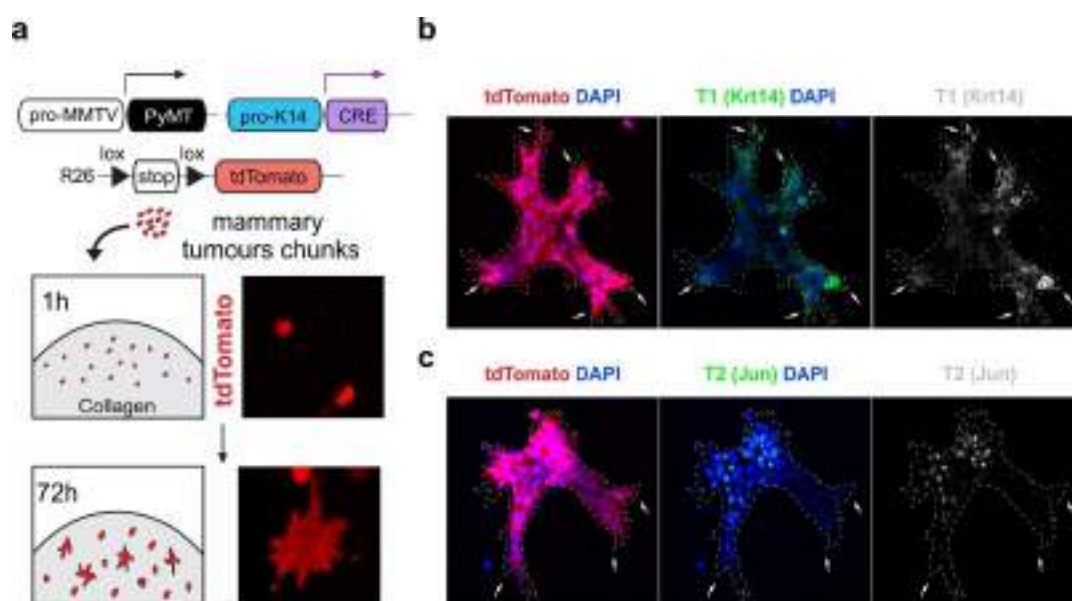 a
pro-MMTV PyMT pro-K14 CRE
lox lox
R26 stop tdTomato
mammary
tumours chunks
1h
Collagen
tdTomato
72h
b
tdTomato DAPI T1 (Krt14) DAPI T1 (Krt14)
c
tdTomato DAPI T2 (Jun) DAPI T2 (Jun)